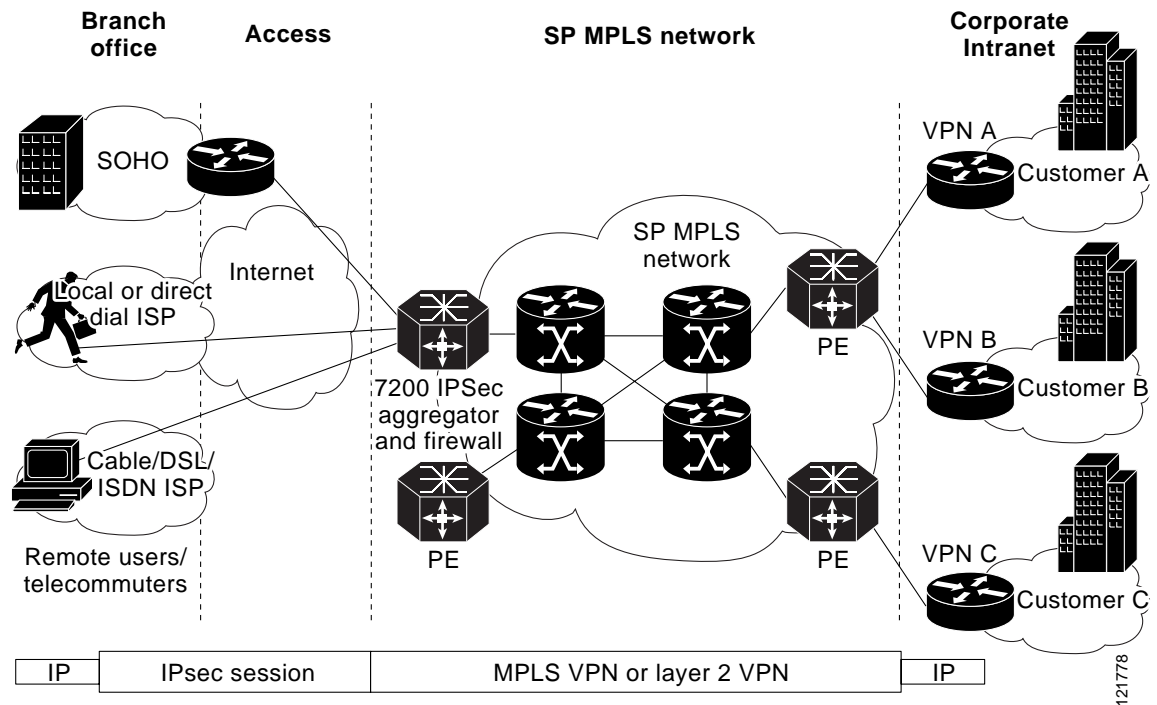 Branch
office
Access
SP MPLS network
Corporate
Intranet
SOHO
VPN A
Customer A
Internet
SP MPLS
network
Local or direct
dial ISP
PE
VPN B
Customer B
7200 IPSec
aggregator
and firewall
Cable/DSL/
ISDN ISP
PE
PE
VPN C
Customer C
Remote users/
telecommuters
IP
IPsec session
MPLS VPN or layer 2 VPN
IP
121778